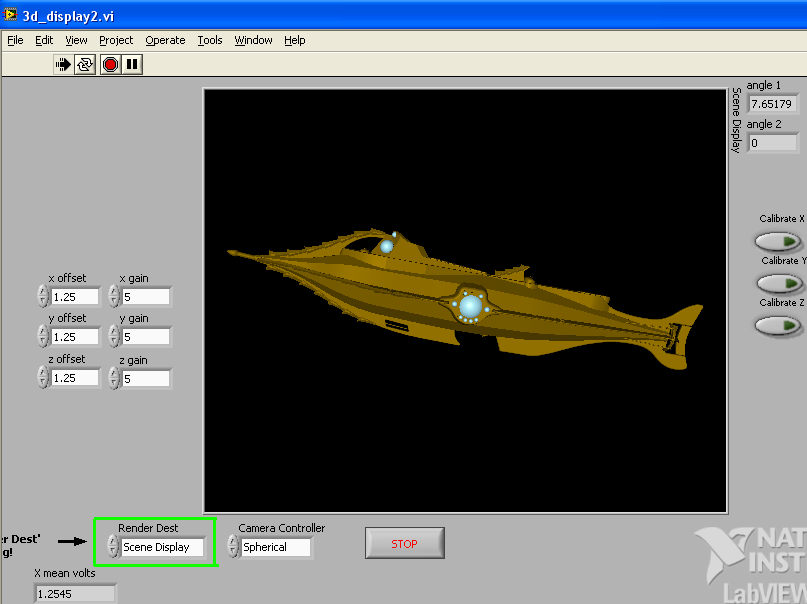 3d_display2.vi
File Edit View Project Operate Tools Window Help
angle 1
7.65179
angle 2
0
Scene Display
Calibrate X
Calibrate Y
Calibrate Z
x offset x gain
1.25 5
y offset y gain
1.25 5
z offset z gain
1.25 5
er Dest'
g!
Render Dest
Scene Display
Camera Controller
Spherical
STOP
X mean volts
1.2545
NAT
INST
LabVIEW